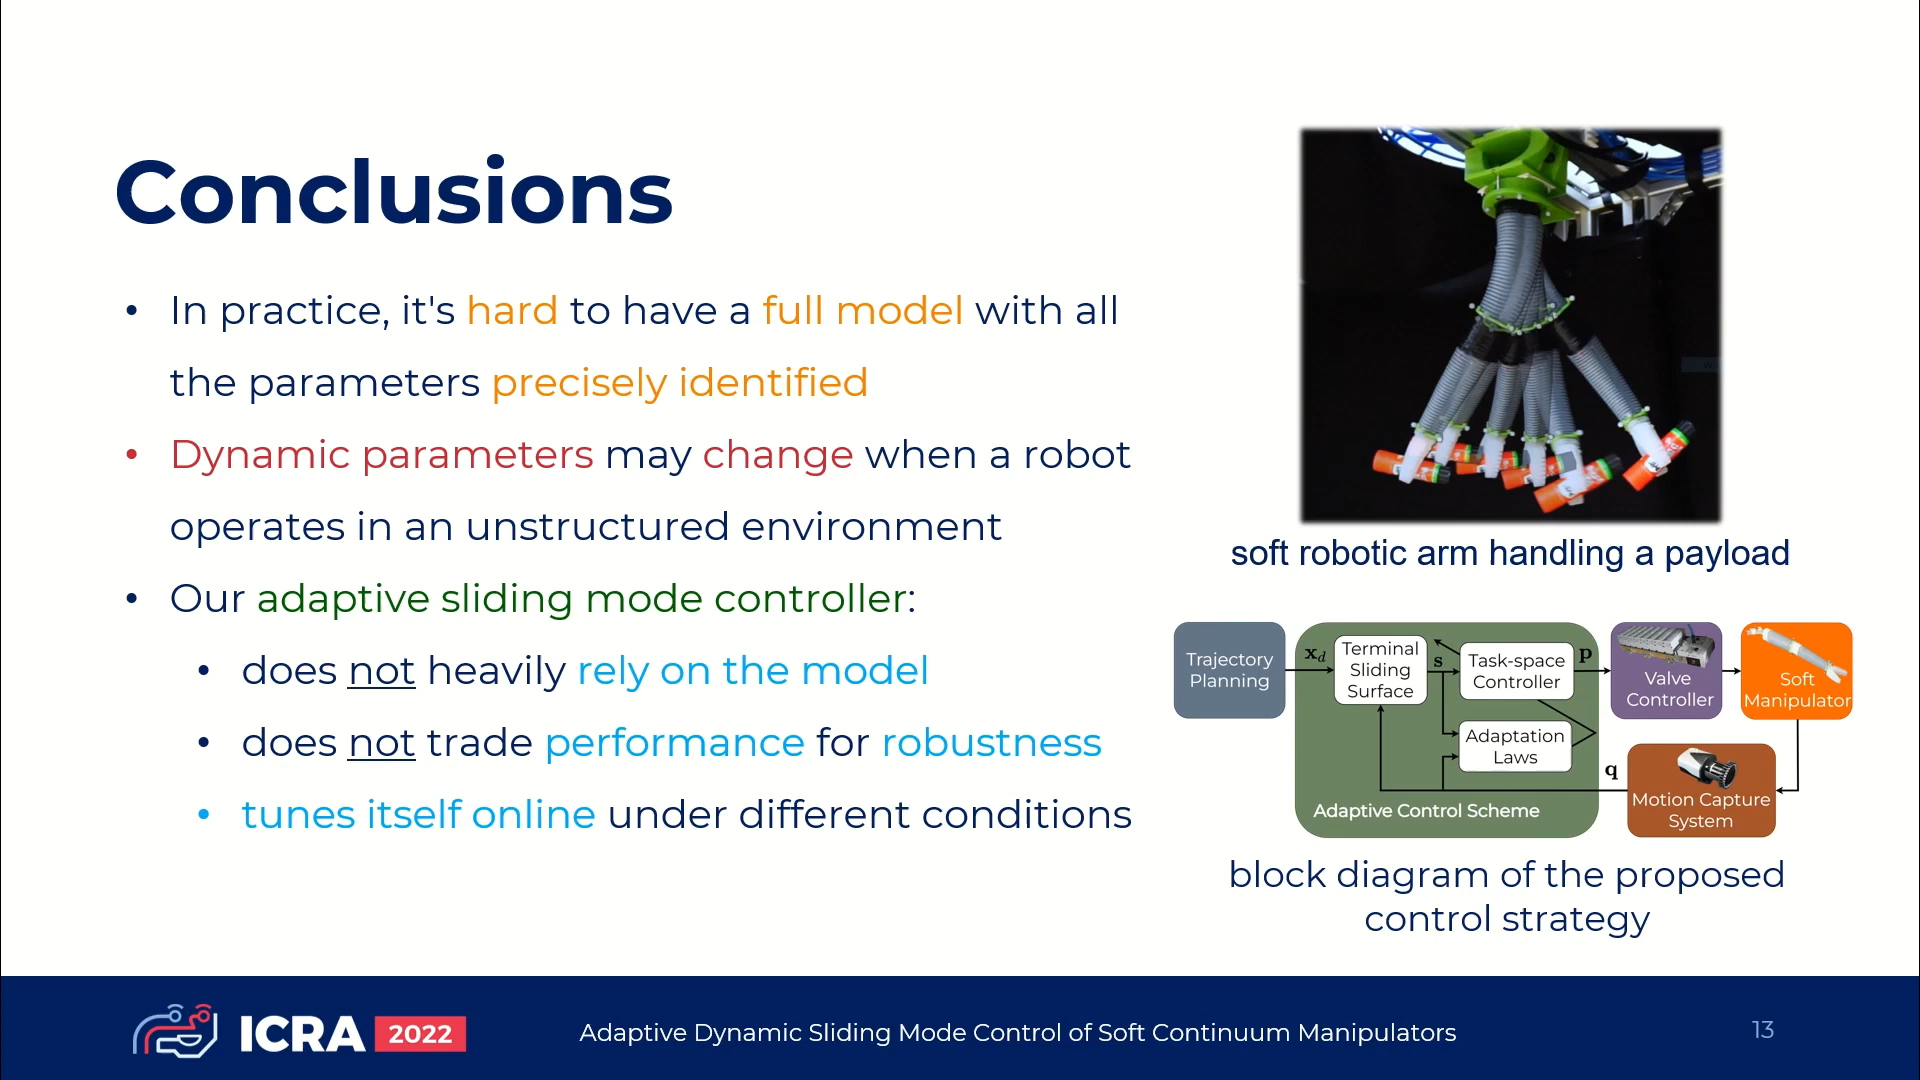 Conclusions
• In practice, it's hard to have a full model with all
the parameters precisely identified
• Dynamic parameters may change when a robot
operates in an unstructured environment
• Our adaptive sliding mode controller:
• does not heavily rely on the model
• does not trade performance for robustness
• tunes itself online under different conditions
soft robotic arm handling a payload
Trajectory
Planning
x_d
Terminal
Sliding
Surface
s
Task-space
Controller
p
Valve
Controller
Soft
Manipulator
Adaptation
Laws
q
Motion Capture
System
Adaptive Control Scheme
block diagram of the proposed
control strategy
ICRA 2022
Adaptive Dynamic Sliding Mode Control of Soft Continuum Manipulators
13